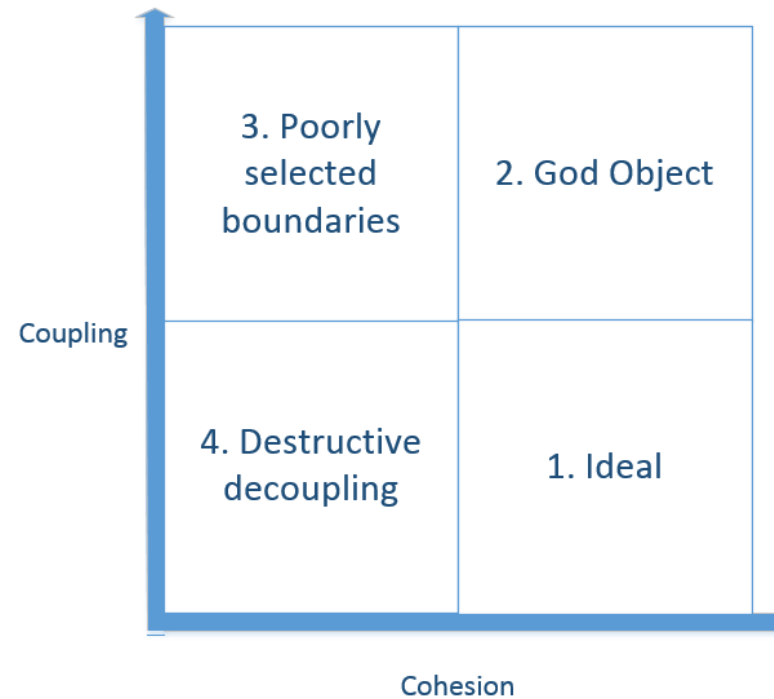 3. Poorly
selected
boundaries
2. God Object
Coupling
4. Destructive
decoupling
1. Ideal
Cohesion